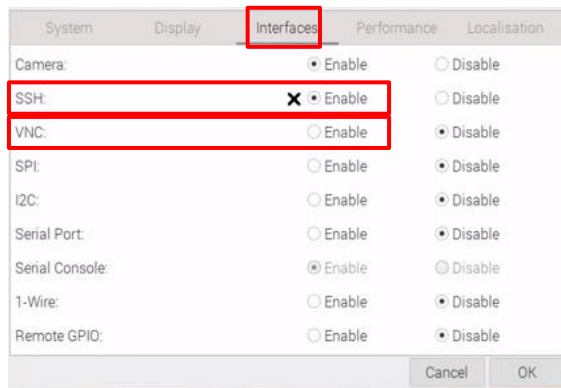 System Display Interfaces Performance Localisation
Camera: Enable Disable
SSH: Enable Disable
VNC: Enable Disable
SPI: Enable Disable
I2C: Enable Disable
Serial Port: Enable Disable
Serial Console: Enable Disable
1-Wire: Enable Disable
Remote GPIO: Enable Disable
Cancel OK